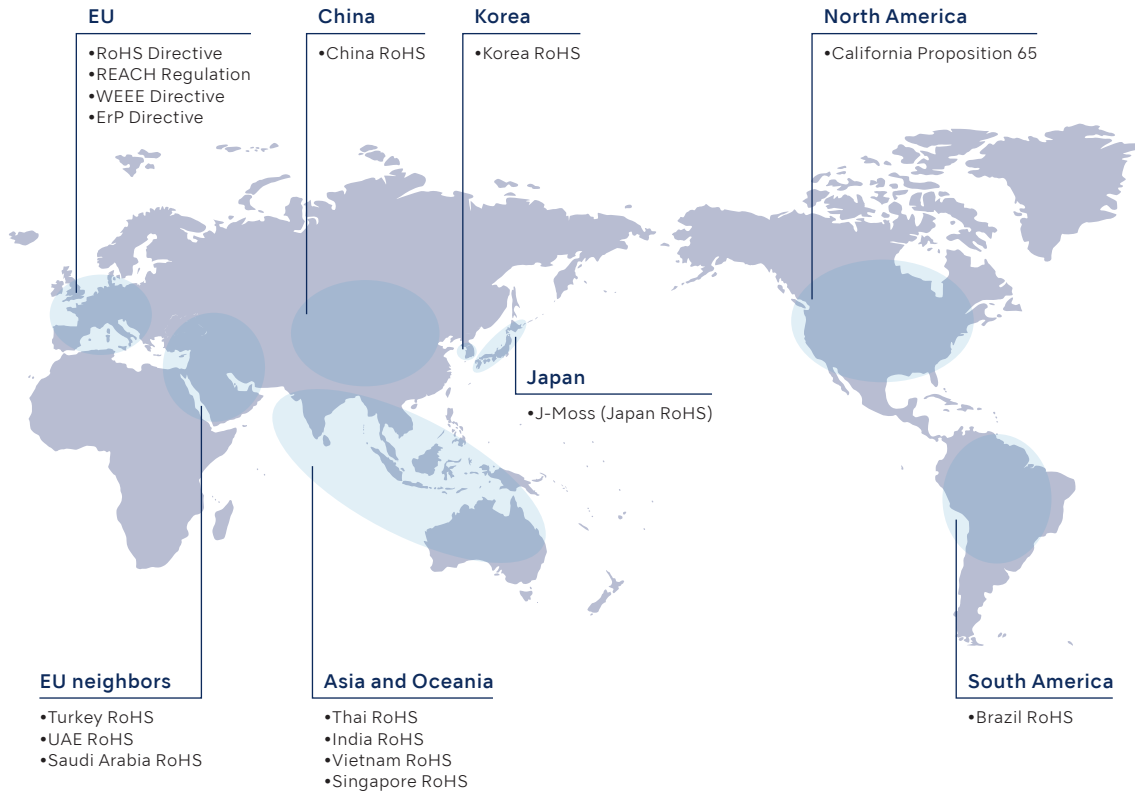 EU
•RoHS Directive
•REACH Regulation
•WEEE Directive
•ErP Directive
China
•China RoHS
Korea
•Korea RoHS
North America
•California Proposition 65
Japan
•J-Moss (Japan RoHS)
EU neighbors
•Turkey RoHS
•UAE RoHS
•Saudi Arabia RoHS
Asia and Oceania
•Thai RoHS
•India RoHS
•Vietnam RoHS
•Singapore RoHS
South America
•Brazil RoHS